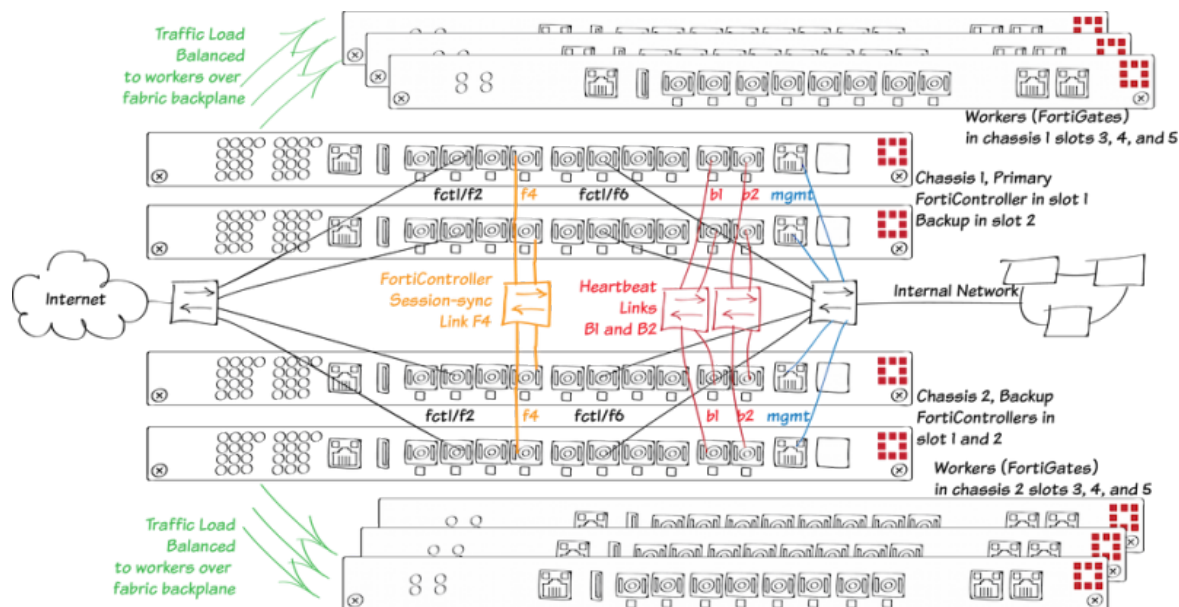 Traffic Load
Balanced
to workers over
fabric backplane
Workers (FortiGates)
in chassis 1 slots 3, 4, and 5
fct1/f2
f4
fct1/f6
b1
b2
mgmt
Chassis 1, Primary
FortiController in slot 1
Backup in slot 2
Internet
FortiController
Session-sync
Link F4
Heartbeat
Links
B1 and B2
Internal Network
fct1/f2
f4
fct1/f6
b1
b2
mgmt
Chassis 2, Backup
FortiControllers in
slot 1 and 2
Workers (FortiGates)
in chassis 2 slots 3, 4, and 5
Traffic Load
Balanced
to workers over
fabric backplane